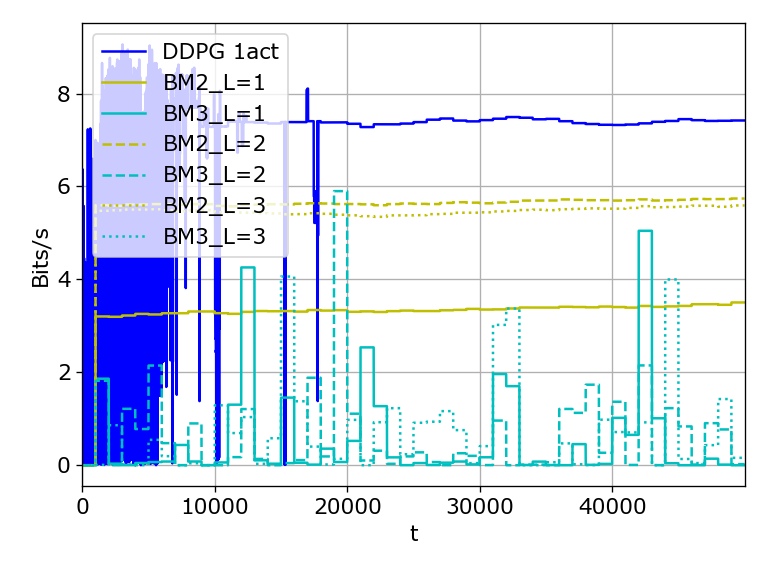 DDPG 1act
BM2_L=1
BM3_L=1
BM2_L=2
BM3_L=2
BM2_L=3
BM3_L=3
8
6
4
2
0
Bits/s
0 10000 20000 30000 40000
t